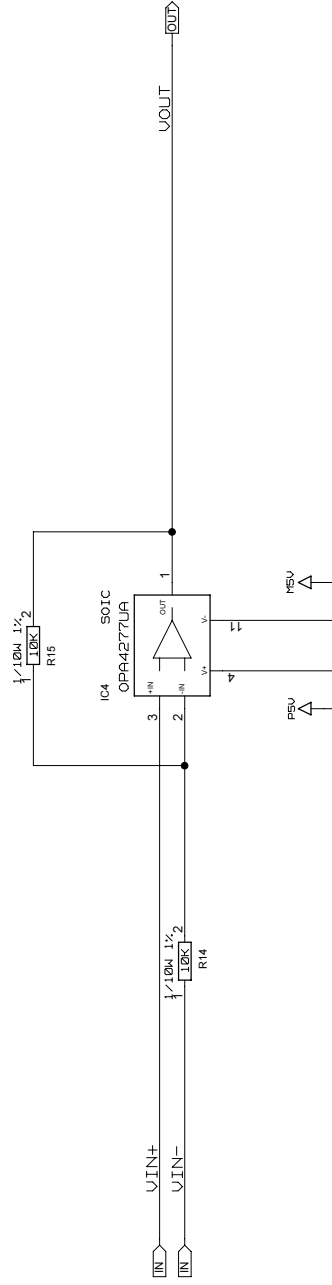 OUT
VOUT
1/10W 1%
1
10K
2
R15
IC4
SOIC
OPA4277UA
1
OUT
3
+IN
2
-IN
V+
V-
4
11
M5V
P5V
1/10W 1%
1
10K
2
R14
VIN+
VIN-
IN
IN